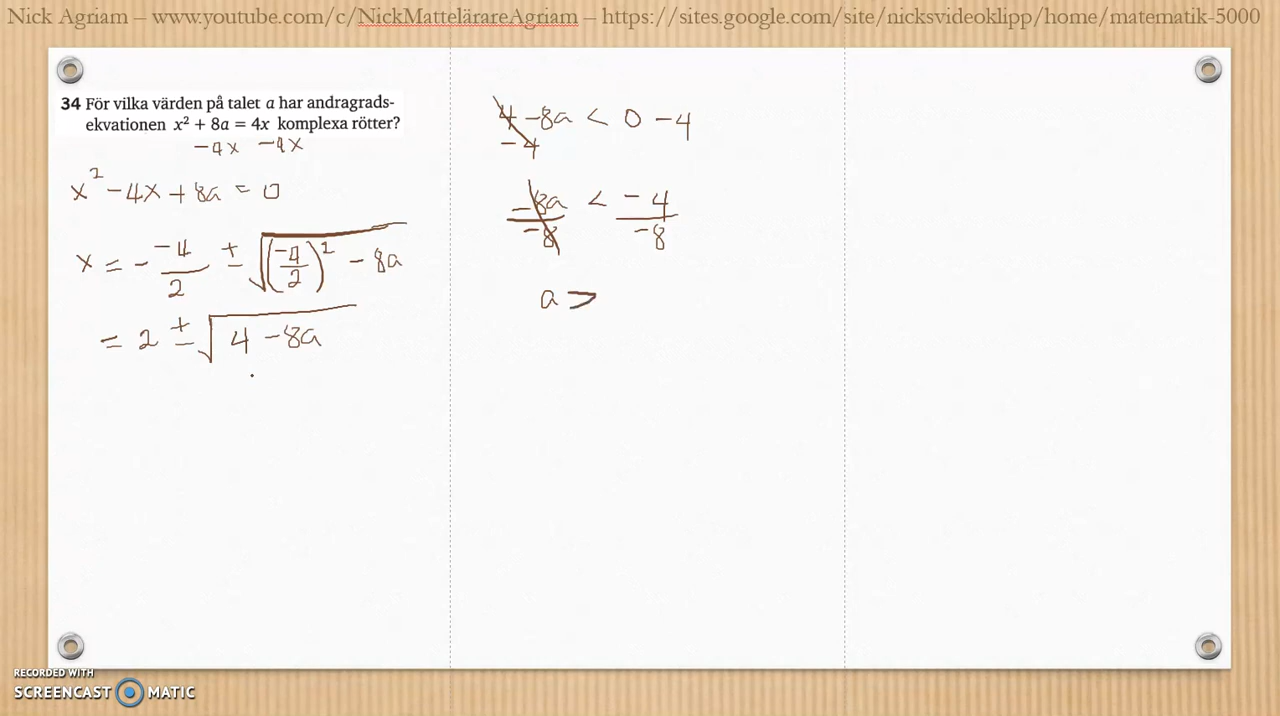 Nick Agriam – www.youtube.com/c/NickMattelärareAgriam – https://sites.google.com/site/nicksvideoklipp/home/matematik-5000
34 För vilka värden på talet a har andragrads-
ekvationen x² + 8a = 4x komplexa rötter?
-4x -4x
x² - 4x + 8a = 0
x = - -4/2 ± √((-4/2)² - 8a
= 2 ± √(4 - 8a
4 - 8a < 0 - 4
-4
-8a/-8 < -4/-8
a >
RECORDED WITH
SCREENCAST MATIC